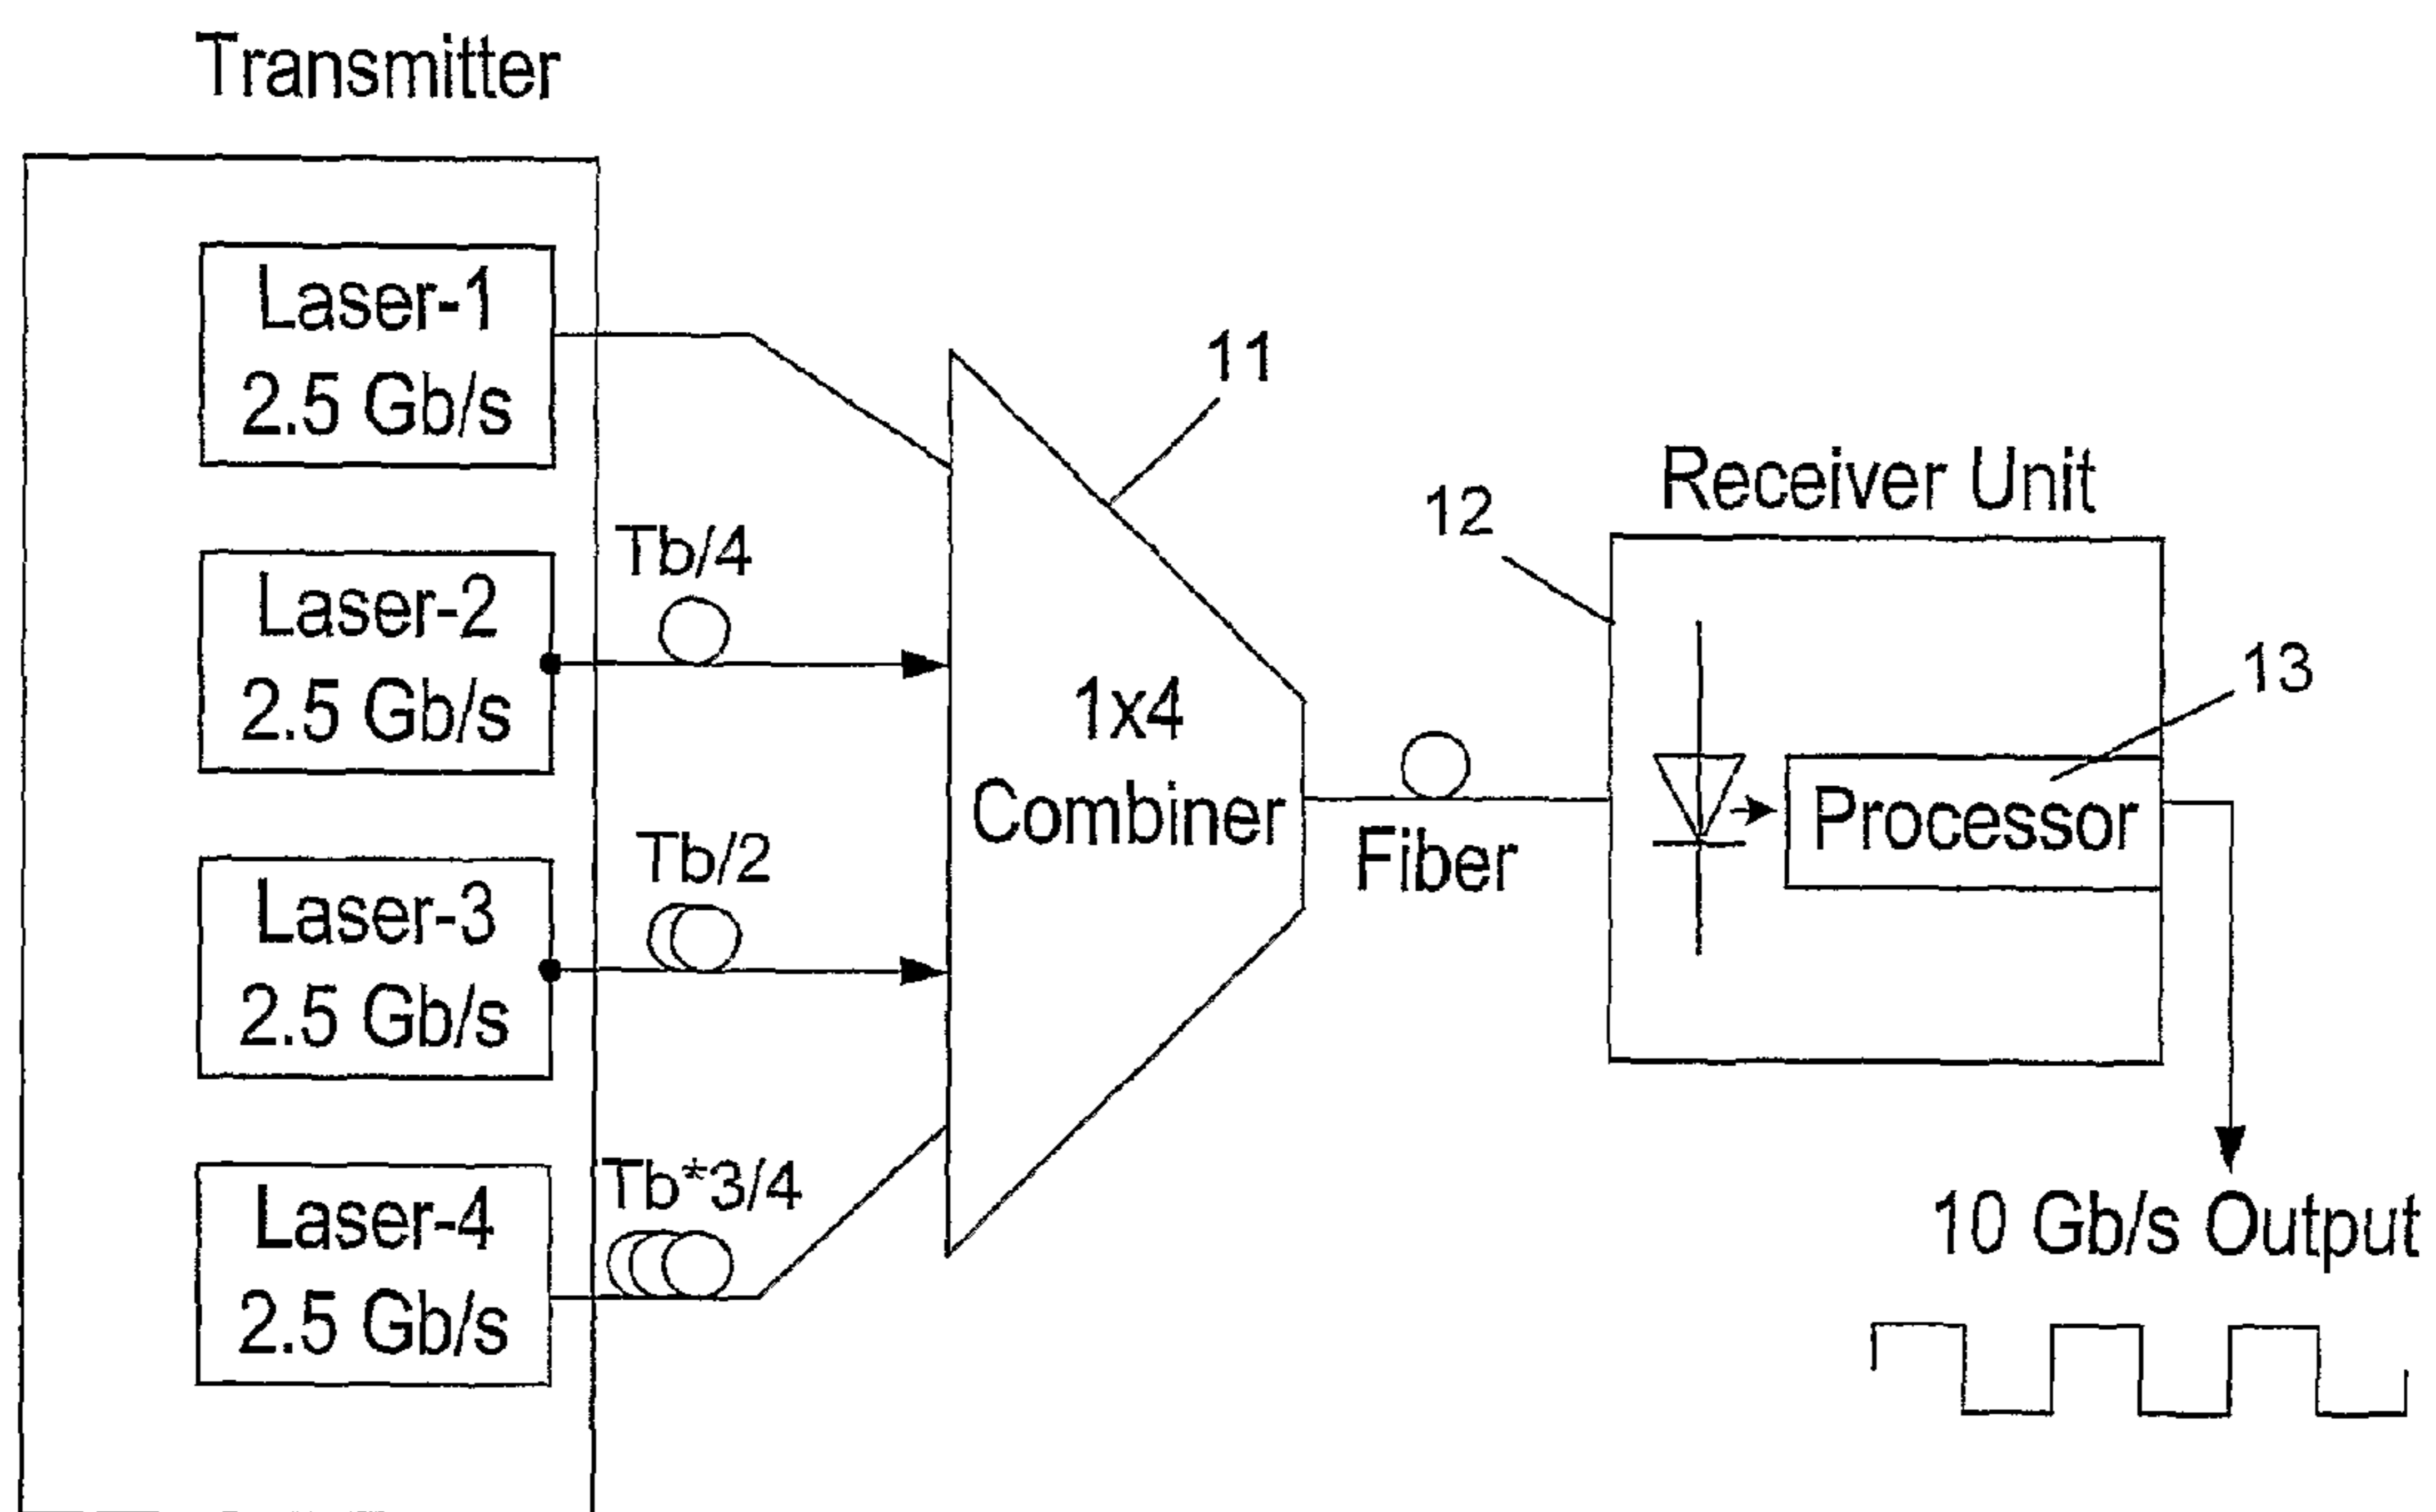 Transmitter
Laser-1
2.5 Gb/s
Laser-2
2.5 Gb/s
Laser-3
2.5 Gb/s
Laser-4
2.5 Gb/s
Tb/4
Tb/2
Tb*3/4
11
1x4
Combiner
Fiber
12
Receiver Unit
13
Processor
10 Gb/s Output